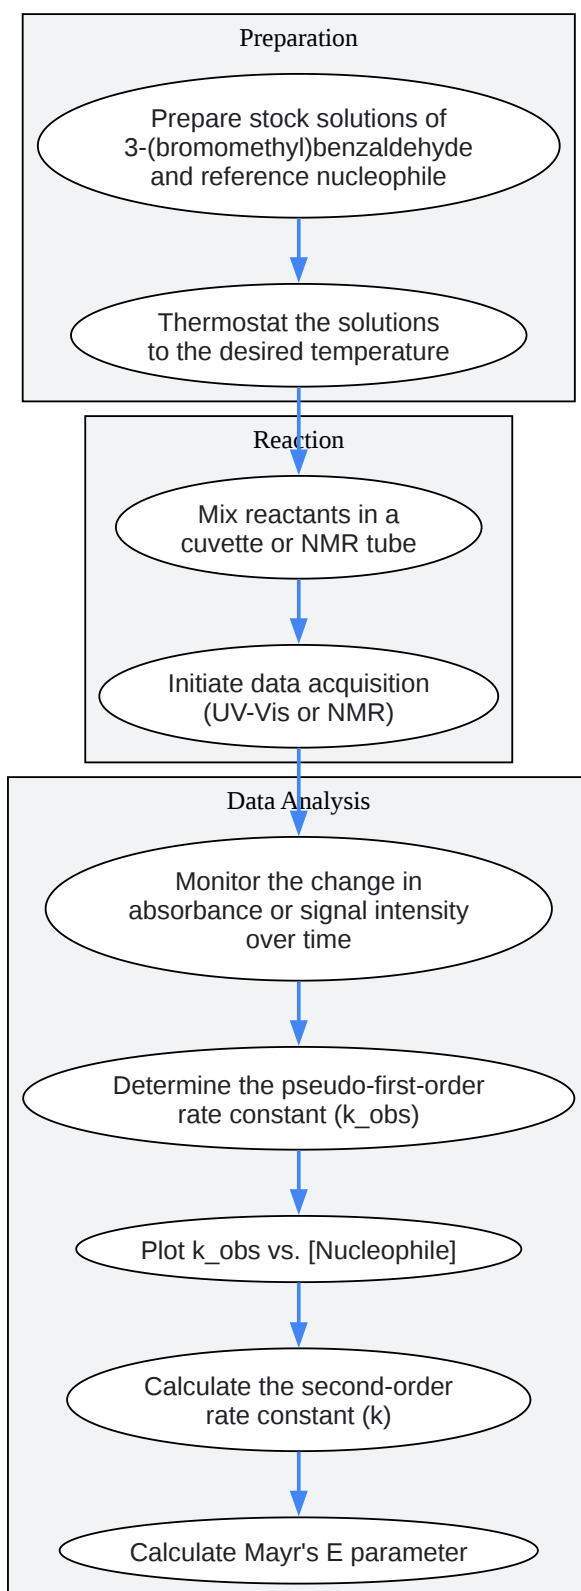 Preparation
Prepare stock solutions of
3-(bromomethyl)benzaldehyde
and reference nucleophile
Thermostat the solutions
to the desired temperature
Reaction
Mix reactants in a
cuvette or NMR tube
Initiate data acquisition
(UV-Vis or NMR)
Data Analysis
Monitor the change in
absorbance or signal intensity
over time
Determine the pseudo-first-order
rate constant (k_obs)
Plot k_obs vs. [Nucleophile]
Calculate the second-order
rate constant (k)
Calculate Mayr's E parameter